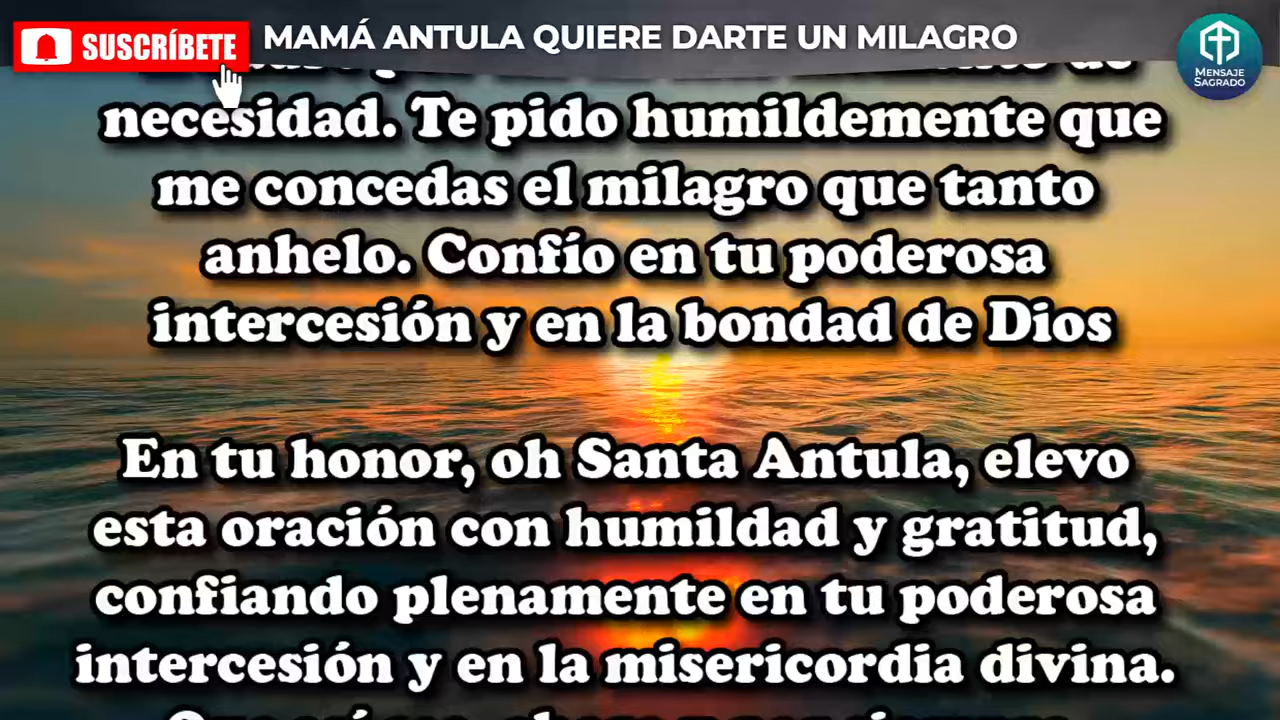 SUSCRÍBETE
MAMÁ ANTULA QUIERE DARTE UN MILAGRO
MENSAJE
SAGRADO
necesidad. Te pido humildemente que
me concedas el milagro que tanto
anhelo. Confío en tu poderosa
intercesión y en la bondad de Dios
En tu honor, oh Santa Antula, elevo
esta oración con humildad y gratitud,
confiando plenamente en tu poderosa
intercesión y en la misericordia divina.